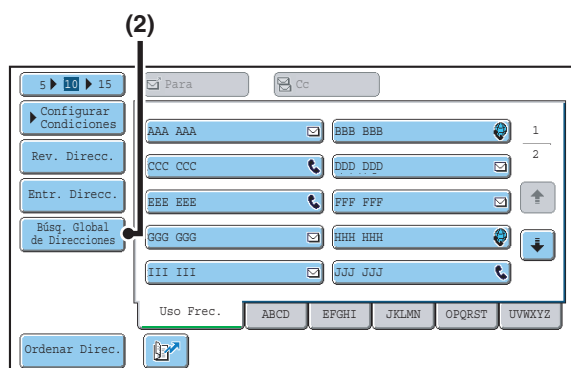 (2)
5 10 15
Para
Cc
Configurar
Condiciones
Rev. Direcc.
Entr. Direcc.
Búsq. Global
de Direcciones
AAA AAA
BBB BBB
CCC CCC
DDD DDD
EEE EEE
FFF FFF
GGG GGG
HHH HHH
III III
JJJ JJJ
1
2
Uso Frec.
ABCD
EFGHI
JKLMN
OPQRST
UVWXYZ
Ordenar Direc.